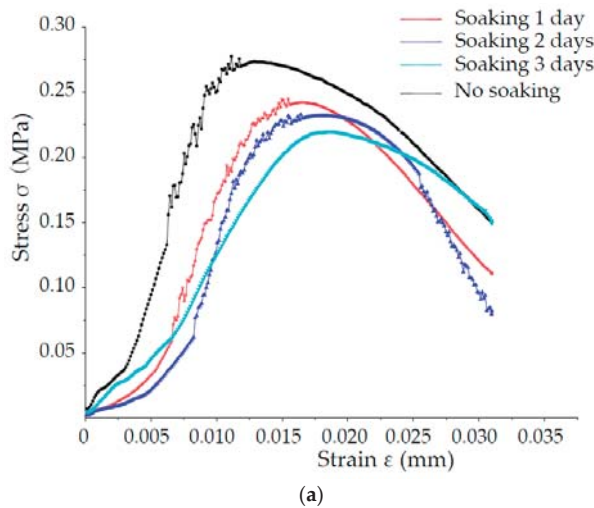 Soaking 1 day
Soaking 2 days
Soaking 3 days
No soaking
0.30
0.25
0.20
0.15
0.10
0.05
Stress σ (MPa)
0 0.005 0.010 0.015 0.020 0.025 0.030 0.035
Strain ε (mm)
(a)